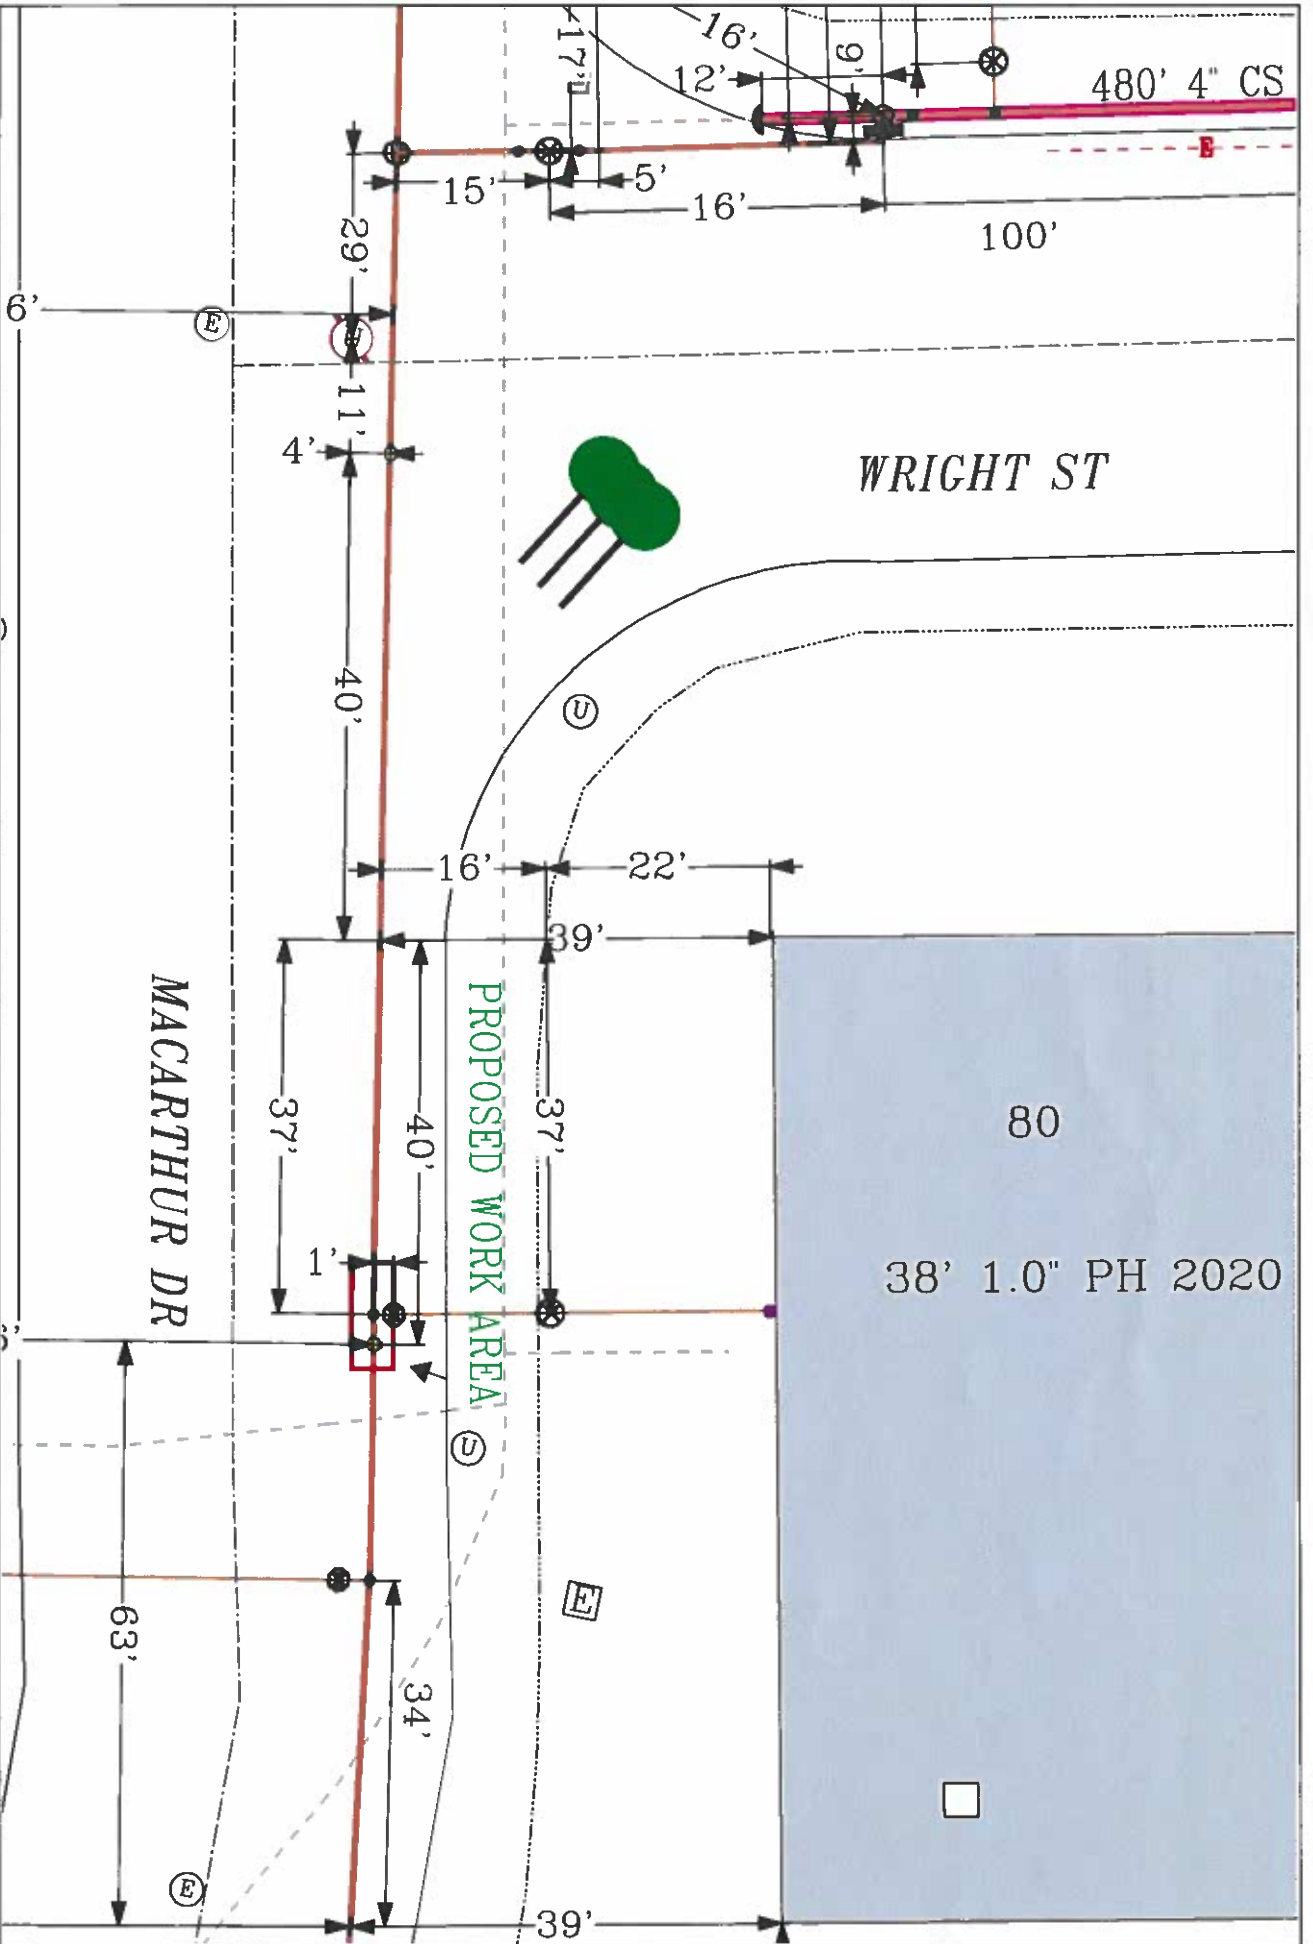 16'
17'
12'
9'
480' 4" CS
E
15'
5'
16'
100'
29'
6'
E
11'
4'
WRIGHT ST
40'
U
16'
22'
39'
MACARTHUR DR
37'
40'
PROPOSED WORK AREA
37'
80
38' 1.0" PH 2020
1'
U
E
63'
34'
E
39'